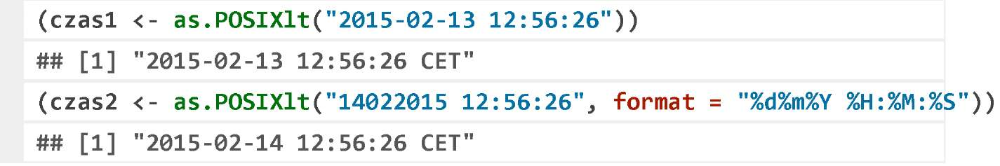 (czas1 <- as.POSIXlt("2015-02-13 12:56:26"))
## [1] "2015-02-13 12:56:26 CET"
(czas2 <- as.POSIXlt("14022015 12:56:26", format = "%d%m%Y %H:%M:%S"))
## [1] "2015-02-14 12:56:26 CET"